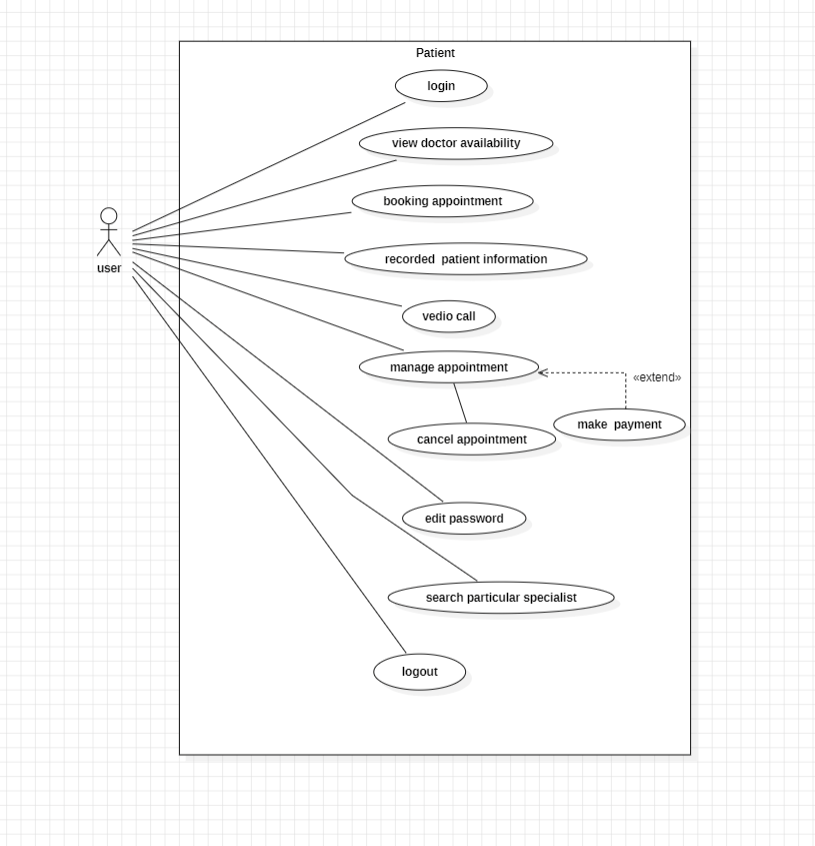 Patient
login
view doctor availability
booking appointment
user
recorded  patient information
vedio call
manage appointment
«extend»
make  payment
cancel appointment
edit password
search particular specialist
logout